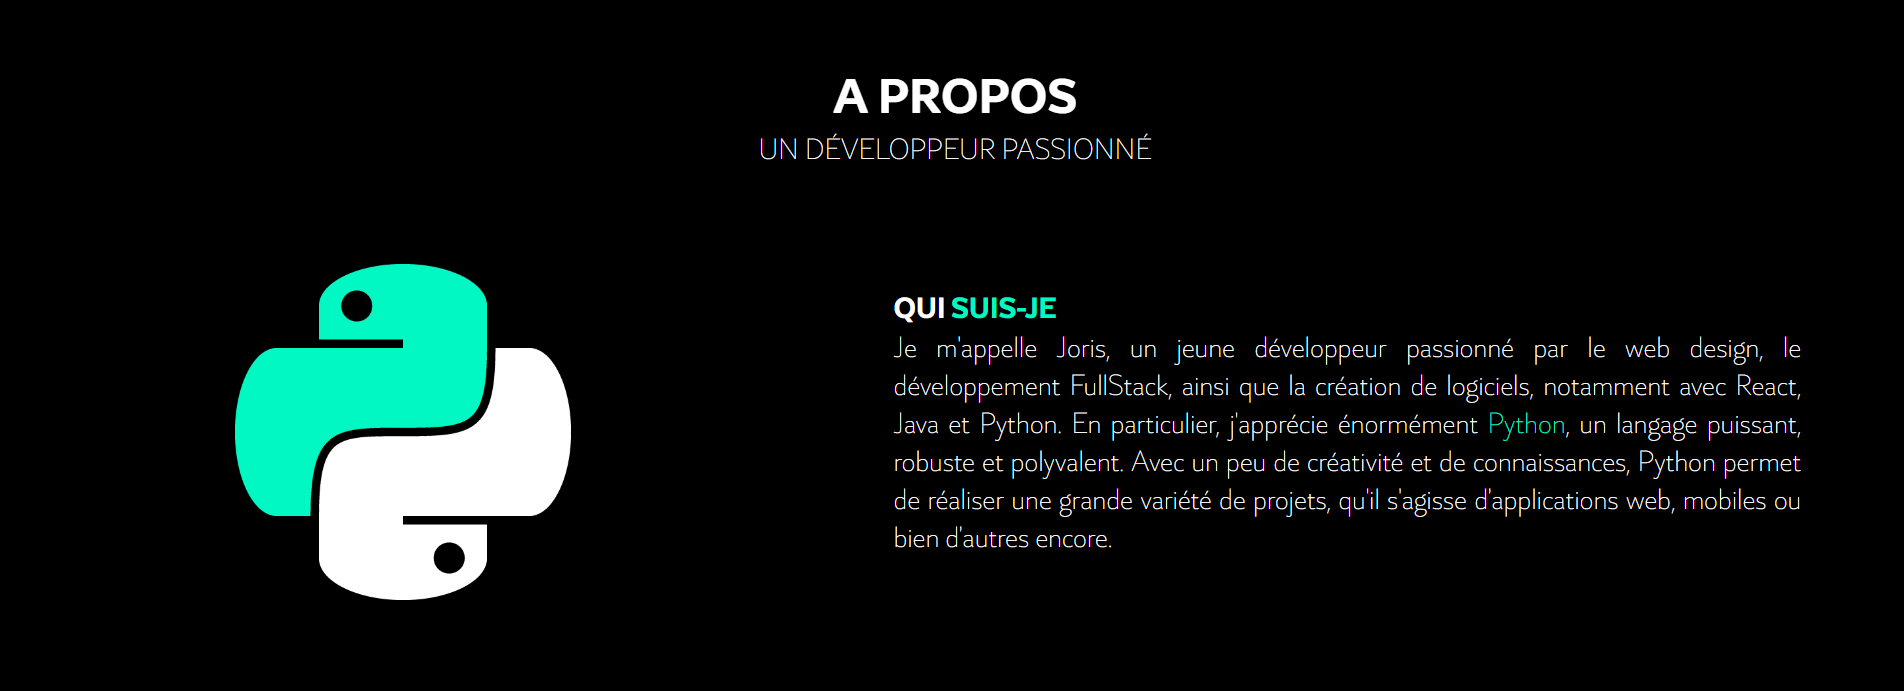 A PROPOS
UN DÉVELOPPEUR PASSIONNÉ
QUI SUIS-JE
Je m'appelle Joris, un jeune développeur passionné par le web design, le
développement FullStack, ainsi que la création de logiciels, notamment avec React,
Java et Python. En particulier, j'apprécie énormément Python, un langage puissant,
robuste et polyvalent. Avec un peu de créativité et de connaissances, Python permet
de réaliser une grande variété de projets, qu'il s'agisse d'applications web, mobiles ou
bien d'autres encore.